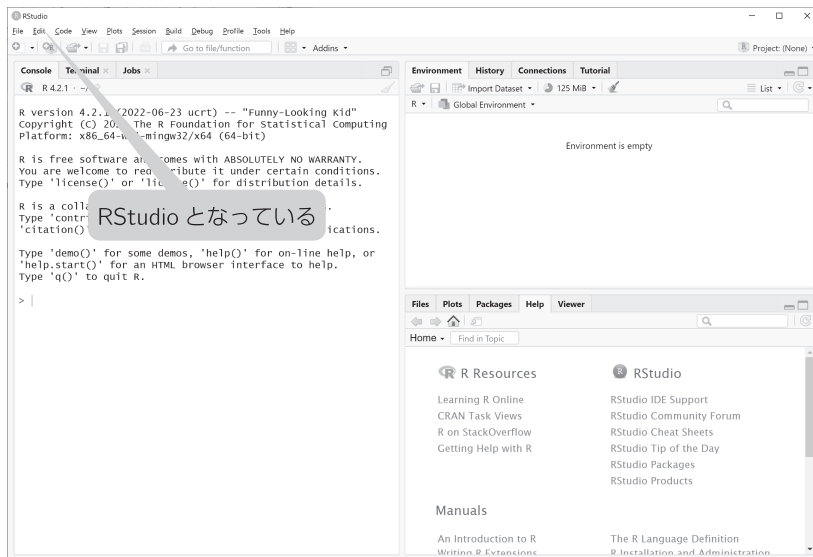 RStudio
File Edit Code View Plots Session Build Debug Profile Tools Help
Go to file/function Addins Project: (None)
Console Terminal Jobs
R 4.2.1 · ~/
R version 4.2.1 (2022-06-23 ucrt) -- "Funny-Looking Kid"
Copyright (C) The R Foundation for Statistical Computing
Platform: mingw32/x64 (64-bit)
R is free software and comes with ABSOLUTELY NO WARRANTY.
You are welcome to redistribute it under certain conditions.
Type 'license()' or for distribution details.
R is a
Type
'citation()'
RStudio となっている
Type 'demo()' for some demos, 'help()' for on-line help, or
'help.start()' for an HTML browser interface to help.
Type 'q()' to quit R.
>
Environment History Connections Tutorial
Import Dataset 125 MiB List
R Global Environment
Environment is empty
Files Plots Packages Help Viewer
Home Find in Topic
R Resources
Learning R Online
CRAN Task Views
R on StackOverflow
Getting Help with R
RStudio
RStudio IDE Support
RStudio Community Forum
RStudio Cheat Sheets
RStudio Tip of the Day
RStudio Packages
RStudio Products
Manuals
An Introduction to R
Writing R Extensions
The R Language Definition
R Installation and Administration